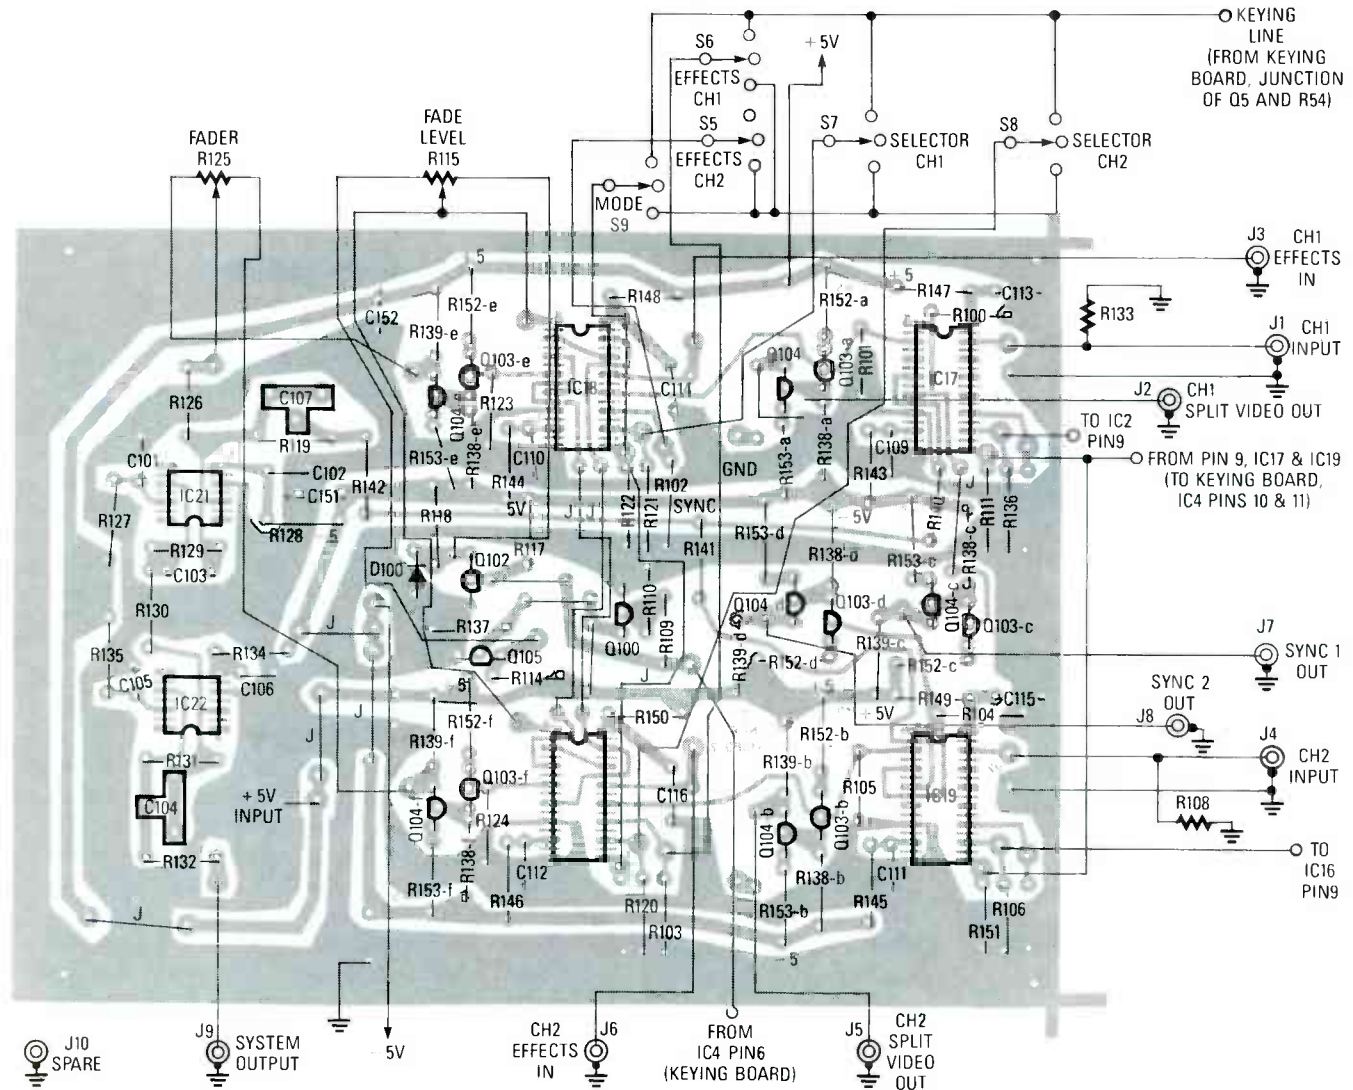 KEYING
LINE
(FROM KEYING
BOARD, JUNCTION
OF Q5 AND R54)
S6
+5V
EFFECTS
CH1
FADER
R125
FADE
LEVEL
R115
S5
EFFECTS
CH2
S7
SELECTOR
CH1
S8
SELECTOR
CH2
MODE
S9
J3
CH1
EFFECTS
IN
5
+5
R152-e
R148
R152-a
R147
C113
R100
R133
C152
R139-e
J1
CH1
INPUT
Q103-e
Q104
Q103-a
R101
IC17
C107
R126
Q104-e
R123
C114
J2
CH1
SPLIT VIDEO OUT
R119
R153-e
R138-e
C110
GND
R153-a
R138-a
C109
TO IC2
PIN9
C101
C102
R142
R144
R122
R121
R102
R143
J
FROM PIN 9, IC17 & IC19
(TO KEYING BOARD,
IC4 PINS 10 & 11)
IC21
C151
R127
R128
5V
J
J
SYNC
R153-d
5V
R111
R136
R117
R141
R138-d
R153-c
R138-c
R129
C103
D100
Q102
R130
R110
Q104
Q103-d
Q104-c
Q103-c
R137
Q100
R109
R139-d
R139-c
J7
SYNC 1
OUT
R135
R134
J
Q105
R152-d
R152-c
C105
C106
R114
5
R149
C115
SYNC 2
OUT
IC22
R152-f
R150
5
+5V
R104
J8
J
J
R139-f
R152-b
J4
CH2
INPUT
R131
R139-b
R105
Q103-f
C116
IC19
C104
+5V
INPUT
R124
Q104-b
Q103-b
R108
R132
C112
R138-b
C111
TO
IC16
PIN9
R153-f
R146
R120
R153-b
R145
R106
J
R103
R151
5
J10
SPARE
J9
SYSTEM
OUTPUT
5V
CH2
EFFECTS
IN
J6
FROM
IC4 PIN6
(KEYING BOARD)
J5
CH2
SPLIT
VIDEO
OUT